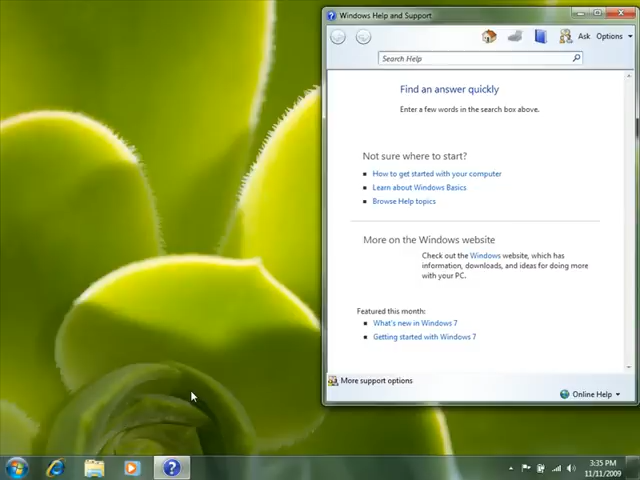 Windows Help and Support
Ask Options
Search Help
Find an answer quickly
Enter a few words in the search box above.
Not sure where to start?
How to get started with your computer
Learn about Windows Basics
Browse Help topics
More on the Windows website
Check out the Windows website, which has
information, downloads, and ideas for doing more
with your PC.
Featured this month:
What's new in Windows 7
Getting started with Windows 7
More support options
Online Help
3:35 PM
11/11/2009